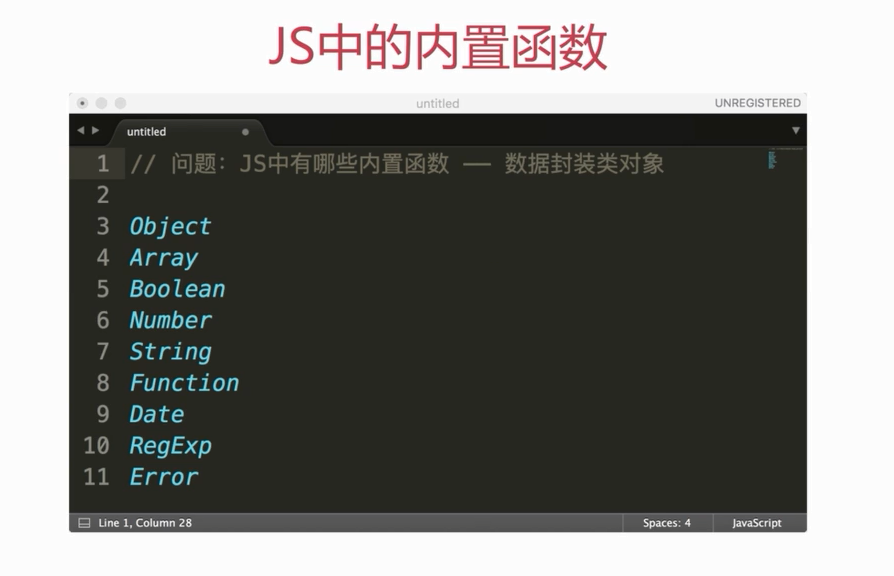 JS中的内置函数
untitled
UNREGISTERED
untitled
1 // 问题：JS中有哪些内置函数 —— 数据封装类对象
2
3 Object
4 Array
5 Boolean
6 Number
7 String
8 Function
9 Date
10 RegExp
11 Error
Line 1, Column 28
Spaces: 4
JavaScript